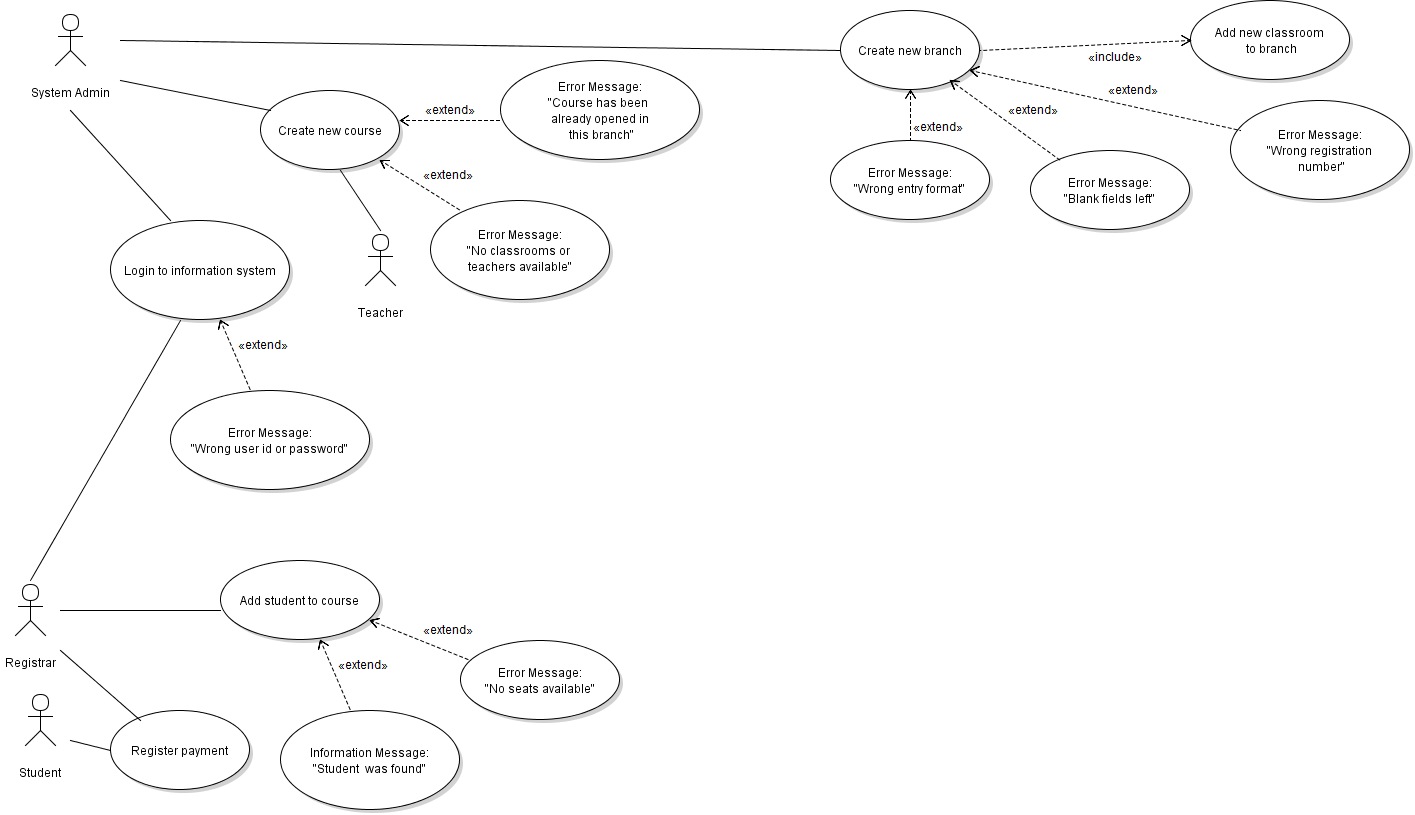 System Admin
Create new branch
«include»
Add new classroom
to branch
«extend»
Error Message:
"Wrong entry format"
«extend»
Error Message:
"Blank fields left"
«extend»
Error Message:
"Wrong registration
number"
Create new course
«extend»
Error Message:
"Course has been
already opened in
this branch"
«extend»
Error Message:
"No classrooms or
teachers available"
Teacher
Login to information system
«extend»
Error Message:
"Wrong user id or password"
Registrar
Add student to course
«extend»
Error Message:
"No seats available"
«extend»
Information Message:
"Student  was found"
Student
Register payment